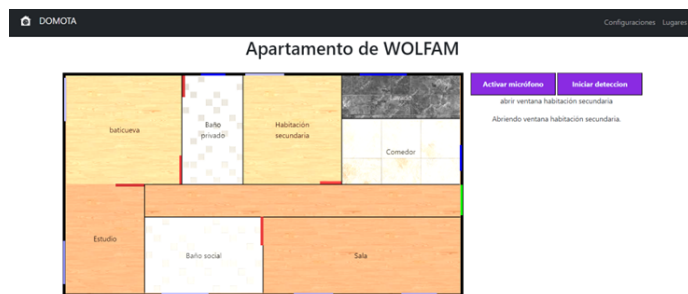 DOMOTA
Configuraciones Lugares
Apartamento de WOLFAM
Activar micrófono
Iniciar deteccion
abrir ventana habitación secundaria
Abriendo ventana habitación secundaria.
baticueva
Baño
privado
Habitación
secundaria
Comedor
Estudio
Baño social
Sala